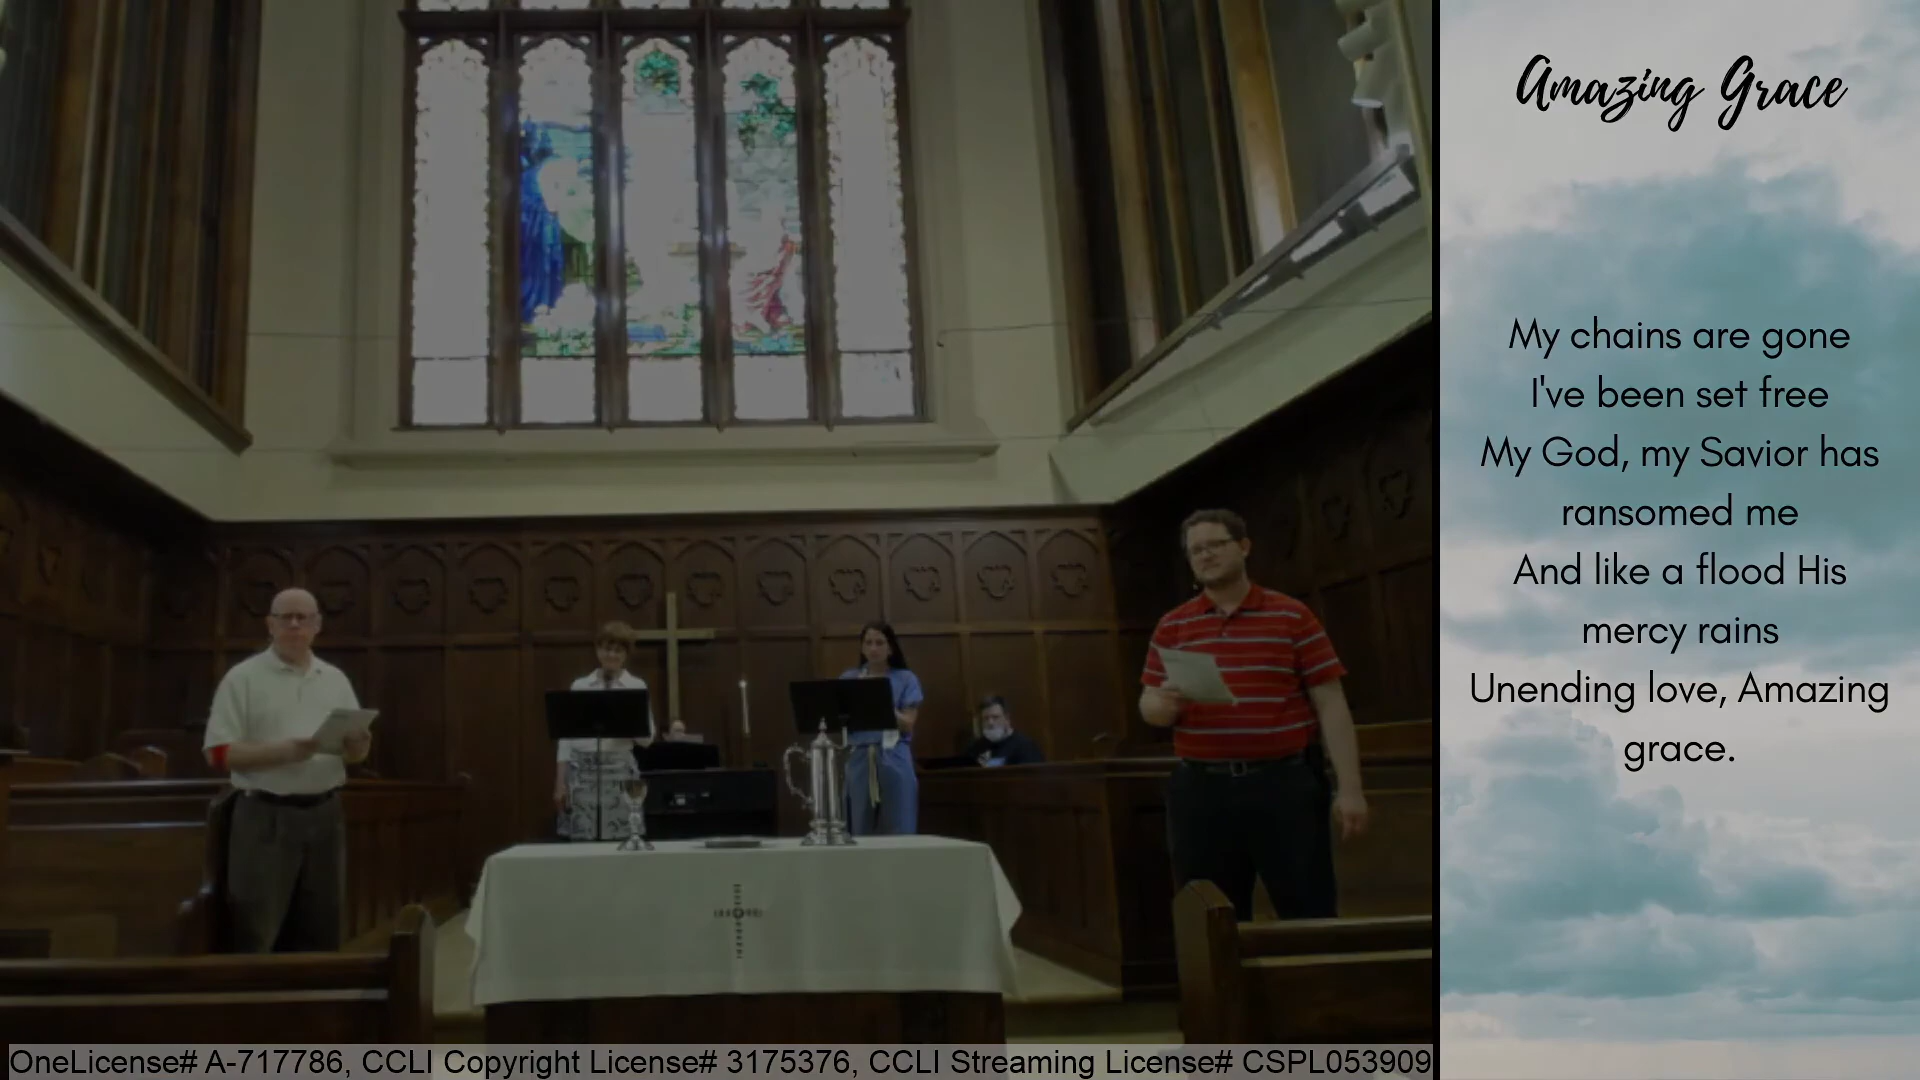 Amazing Grace
My chains are gone
I've been set free
My God, my Savior has
ransomed me
And like a flood His
mercy rains
Unending love, Amazing
grace.
OneLicense# A-717786, CCLI Copyright License# 3175376, CCLI Streaming License# CSPL053909